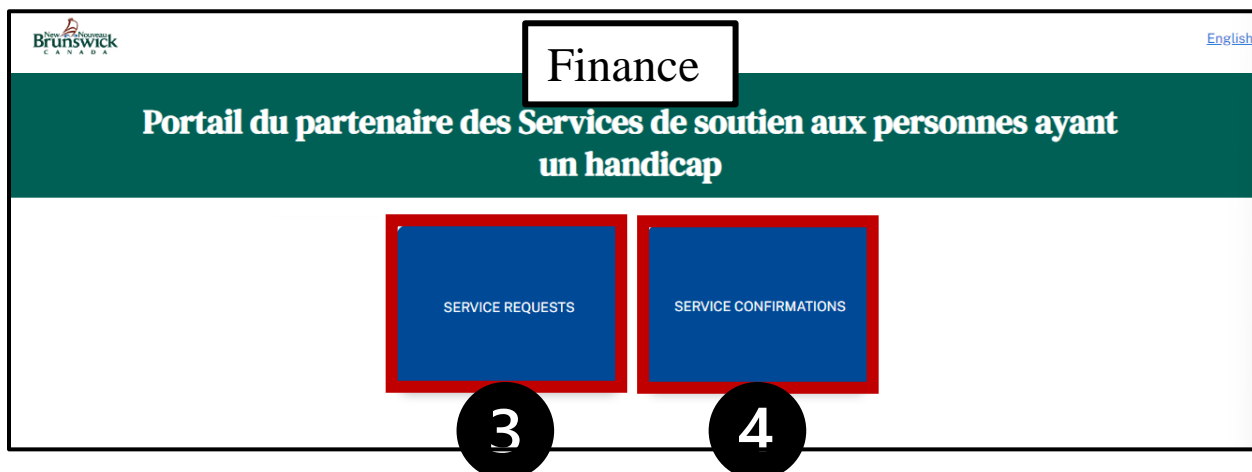 New Nouveau
Brunswick
CANADA
English
Finance
Portail du partenaire des Services de soutien aux personnes ayant
un handicap
SERVICE REQUESTS
SERVICE CONFIRMATIONS
3
4